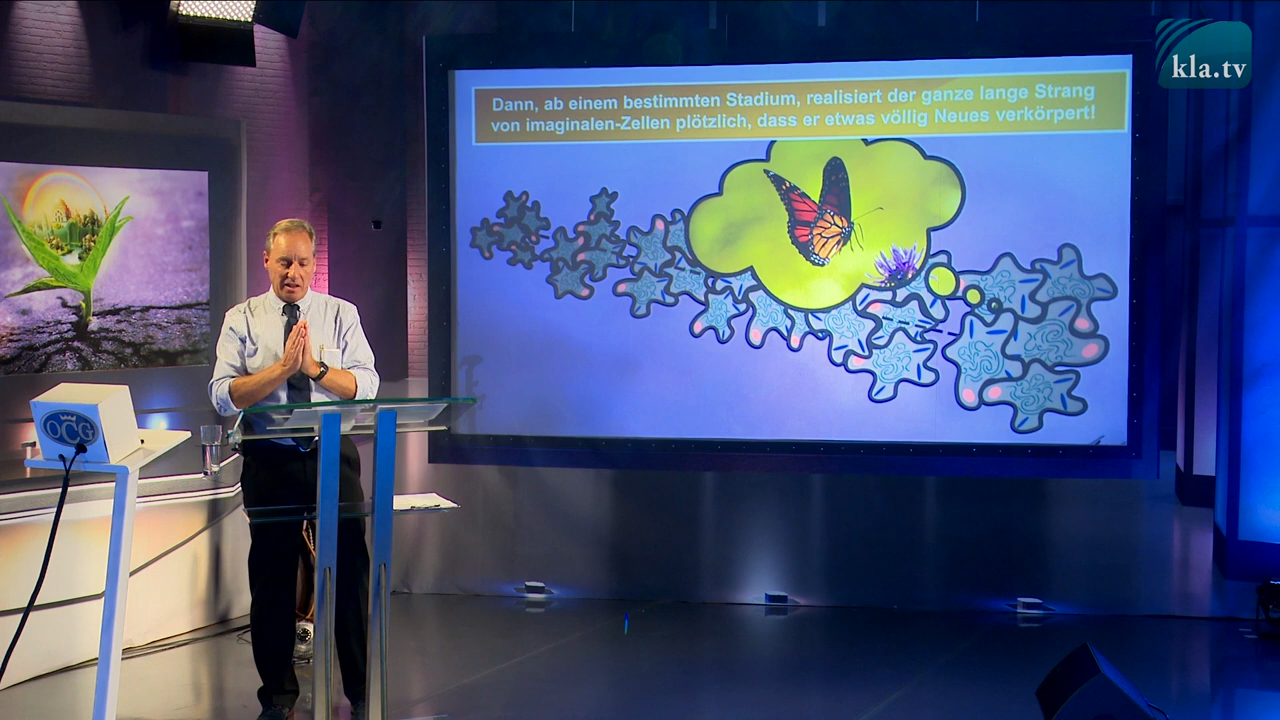 kla.tv
Dann, ab einem bestimmten Stadium, realisiert der ganze lange Strang
von imaginalen-Zellen plötzlich, dass er etwas völlig Neues verkörpert!
OCG